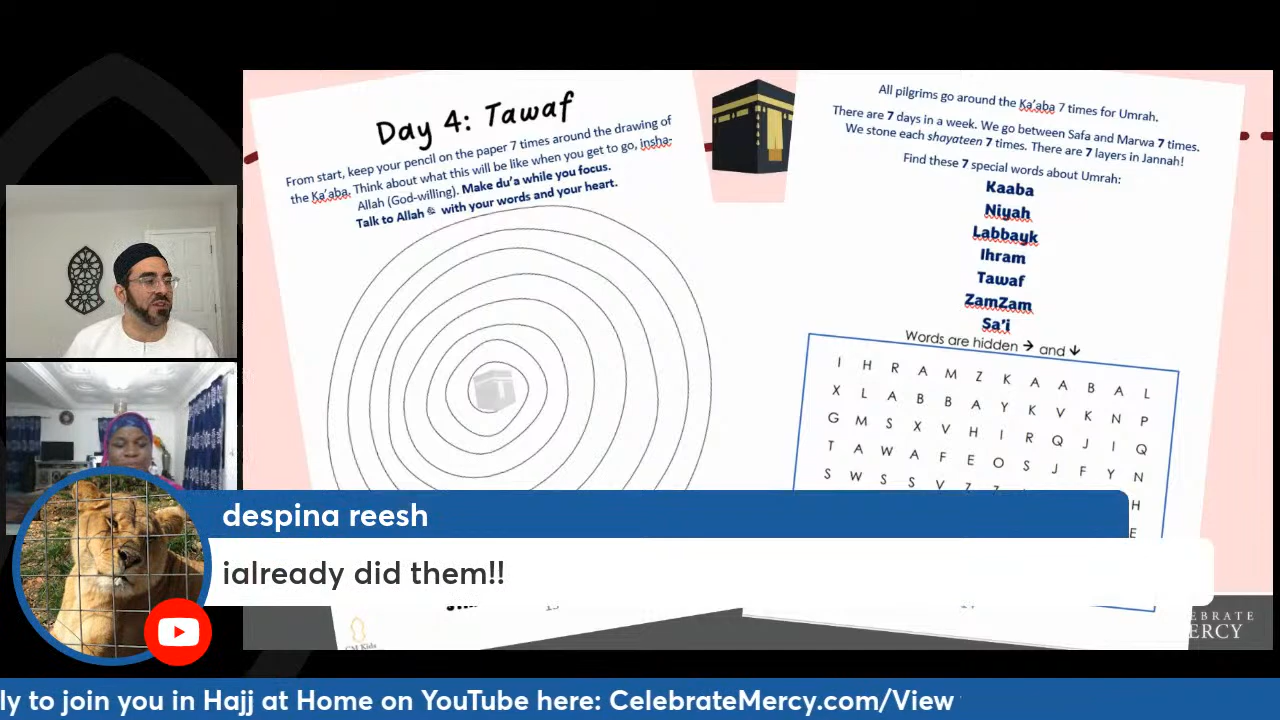 Day 4: Tawaf
From start, keep your pencil on the paper 7 times around the drawing of
the Ka'aba. Think about what this will be like when you get to go, insha-
Allah (God-willing). Make du'a while you focus.
Talk to Allah ﷻ with your words and your heart.
All pilgrims go around the Ka'aba 7 times for Umrah.
There are 7 days in a week. We go between Safa and Marwa 7 times.
We stone each shayateen 7 times. There are 7 layers in Jannah!
Find these 7 special words about Umrah:
Kaaba
Niyah
Labbayk
Ihram
Tawaf
ZamZam
Sa'i
Words are hidden → and ↓
I H R A M Z K A A B A L
X L A B B A Y K V K N P
G M S X V H I R Q J I Q
T A W A F E O S J F Y N
S W S S V Z Z
H
E
despina reesh
ialready did them!!
CM Kids
EBRATE
ERCY
ly to join you in Hajj at Home on YouTube here: CelebrateMercy.com/View